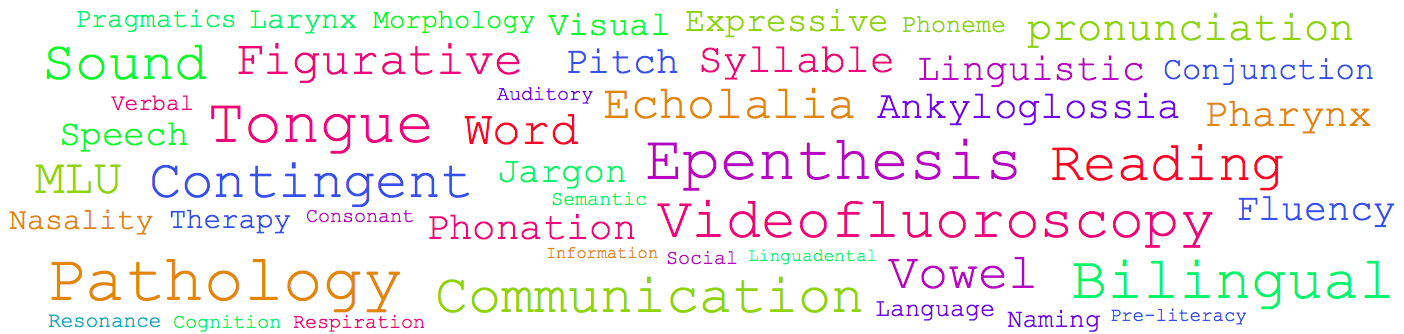 Pragmatics Larynx Morphology Visual Expressive Phoneme pronunciation
Sound Figurative Pitch Syllable Linguistic Conjunction
Verbal Tongue Word Auditory Echolalia Ankyloglossia Pharynx
Speech
MLU Contingent Jargon Epenthesis Reading
Semantic
Nasality Therapy Consonant Phonation Videofluoroscopy Fluency
Information Social Linguadental
Pathology Communication Vowel Bilingual
Resonance Cognition Respiration Language Naming Pre-literacy